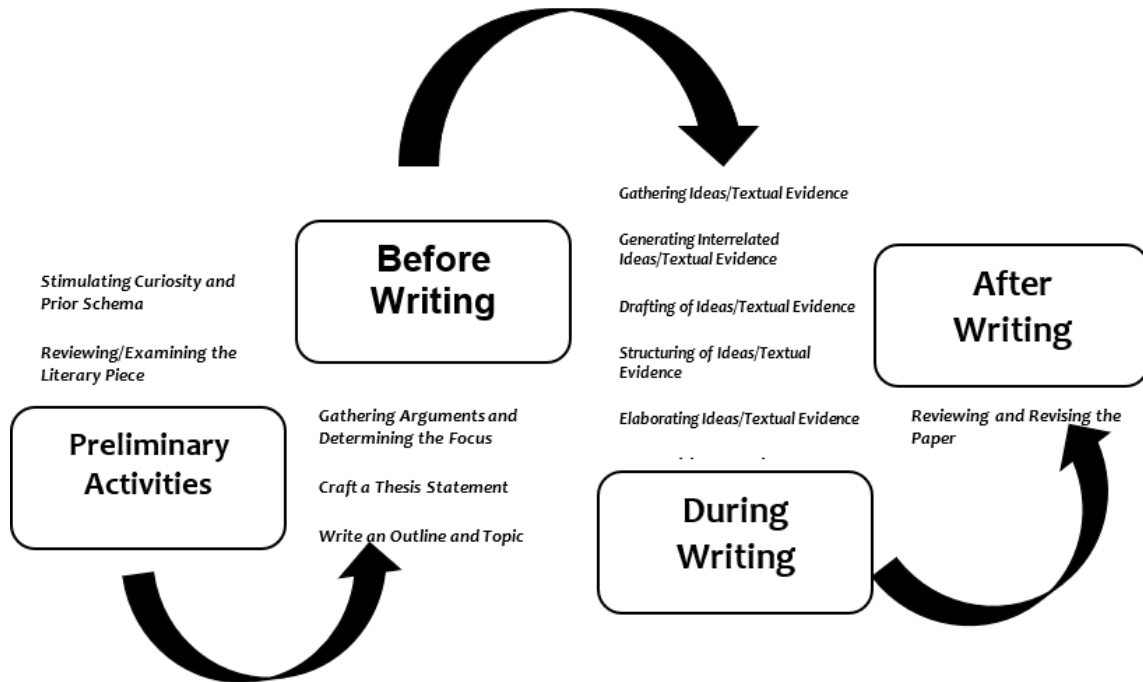 Stimulating Curiosity and
Prior Schema
Reviewing/Examining the
Literary Piece
Preliminary
Activities
Before
Writing
Gathering Arguments and
Determining the Focus
Craft a Thesis Statement
Write an Outline and Topic
Gathering Ideas/Textual Evidence
Generating Interrelated
Ideas/Textual Evidence
Drafting of Ideas/Textual Evidence
Structuring of Ideas/Textual
Evidence
Elaborating Ideas/Textual Evidence
During
Writing
After
Writing
Reviewing and Revising the
Paper